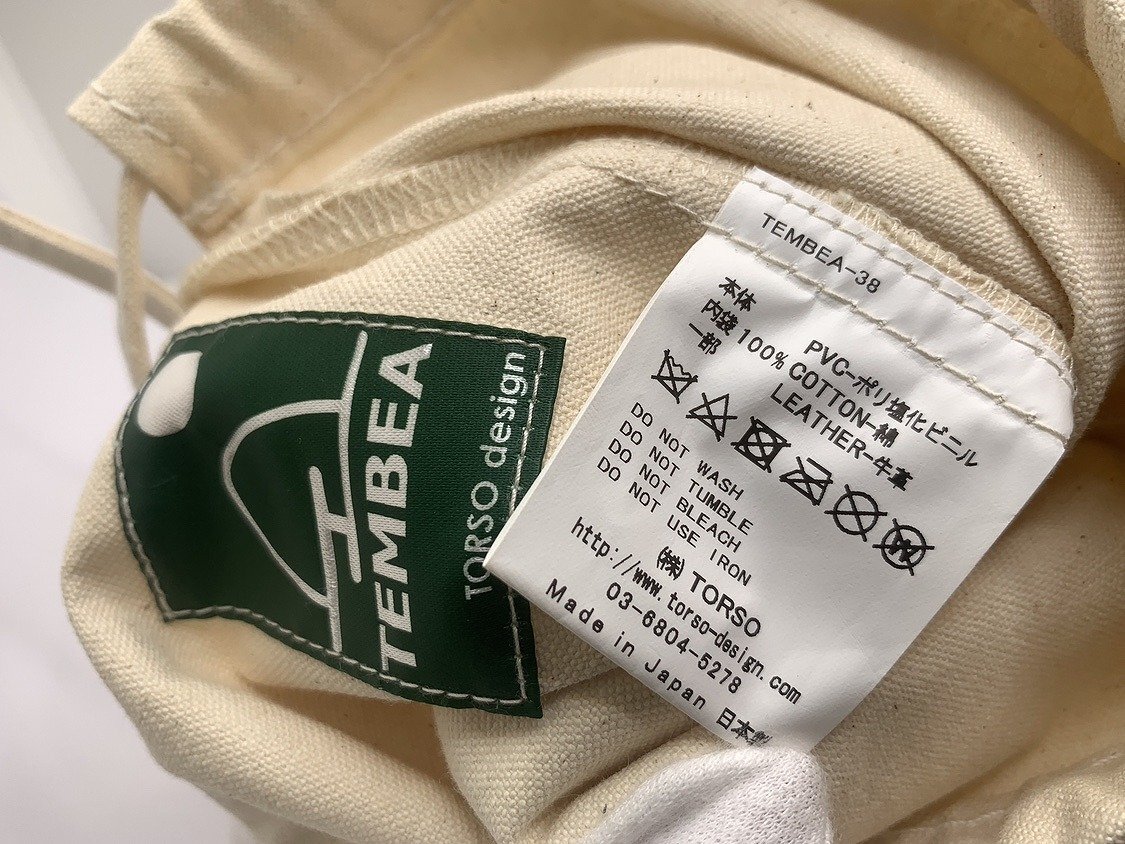 TEMBEA
TORSO design
TEMBEA-38
本体 PVC-ポリ塩化ビニル
内袋 100% COTTON-綿
一部 LEATHER-牛革
DO NOT WASH
DO NOT TUMBLE
DO NOT BLEACH
DO NOT USE IRON
㈱ TORSO
http://www.torso-design.com
03-6804-5278
Made in Japan 日本製